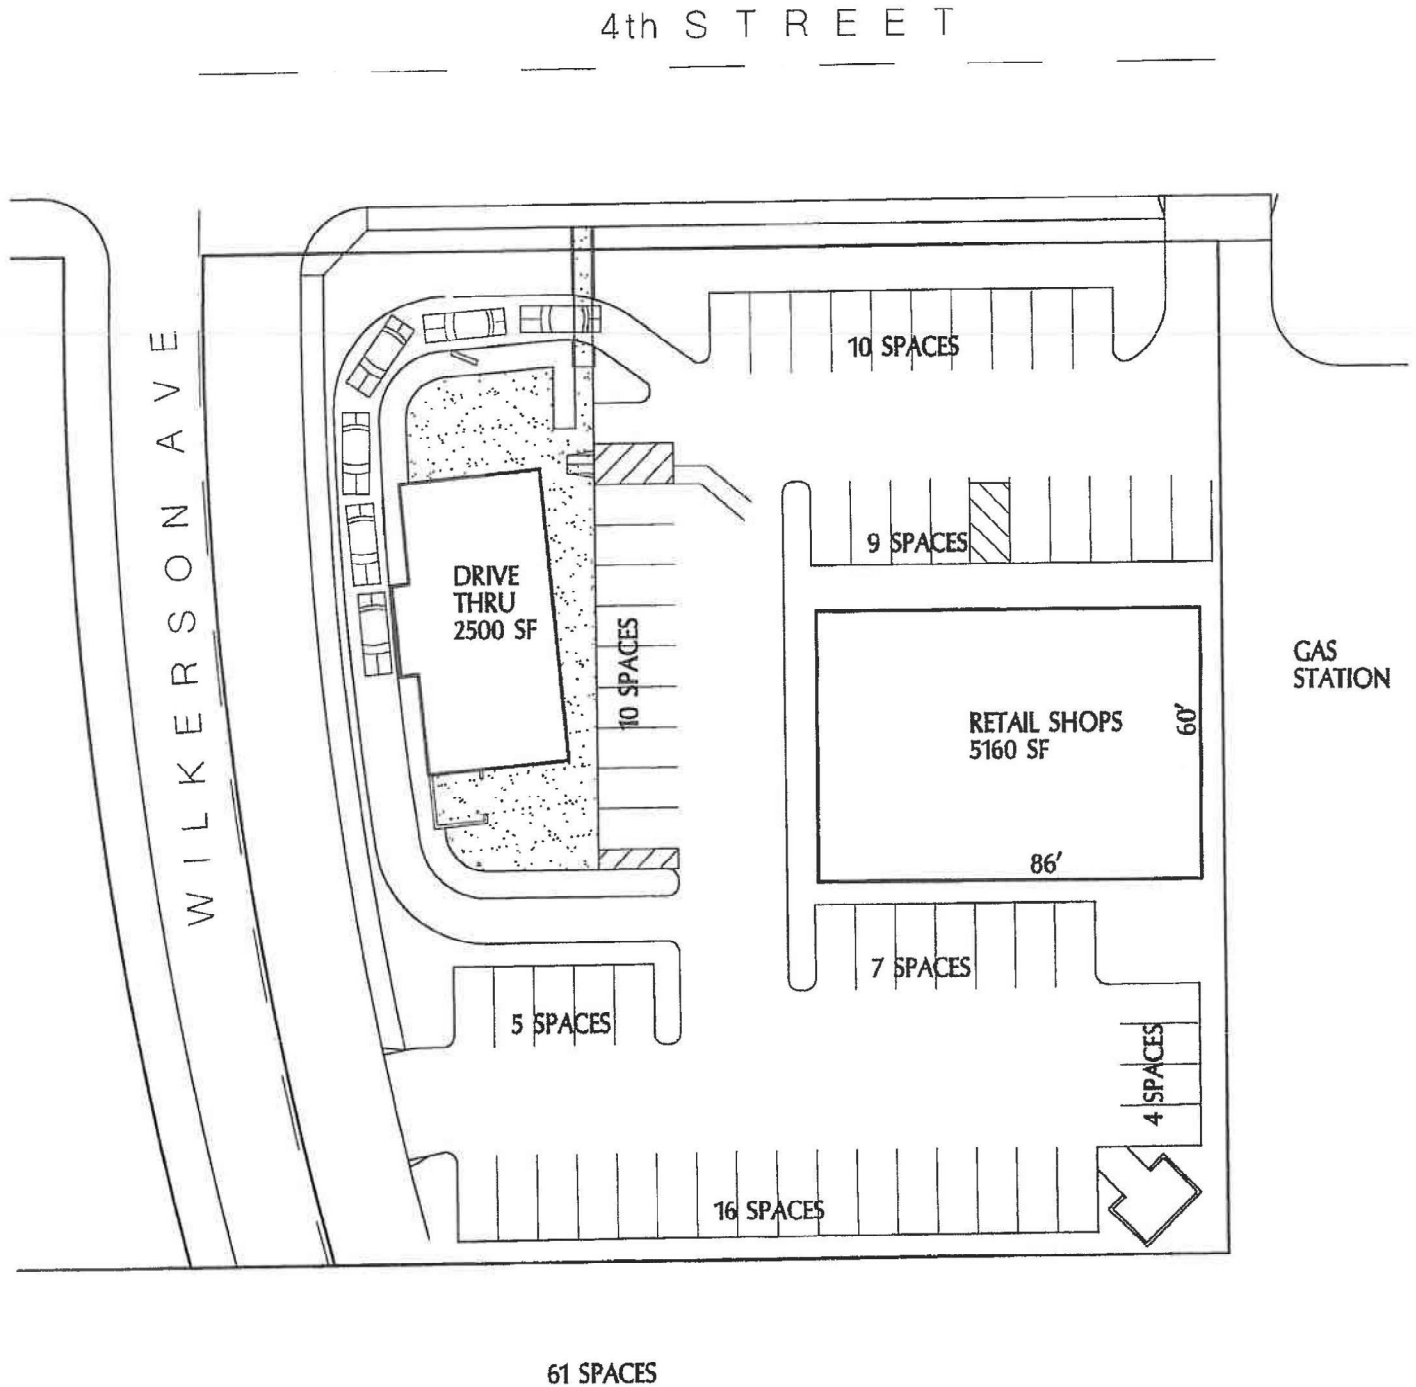 4th STREET
WILKERSON AVE
10 SPACES
9 SPACES
DRIVE
THRU
2500 SF
10 SPACES
GAS
STATION
RETAIL SHOPS
5160 SF
60'
86'
7 SPACES
5 SPACES
4 SPACES
16 SPACES
61 SPACES